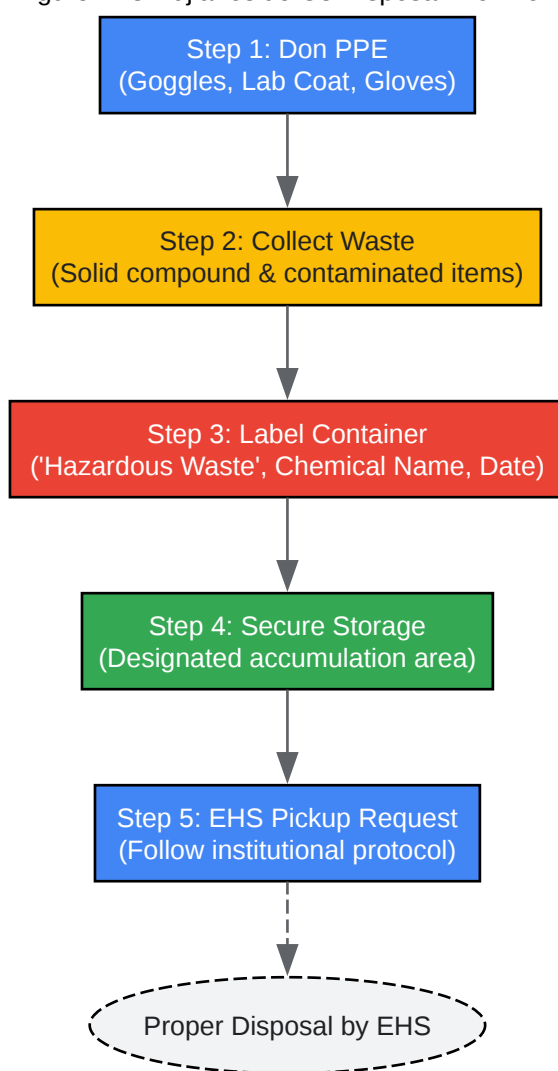 Step 1: Don PPE
(Goggles, Lab Coat, Gloves)
Step 2: Collect Waste
(Solid compound & contaminated items)
Step 3: Label Container
('Hazardous Waste', Chemical Name, Date)
Step 4: Secure Storage
(Designated accumulation area)
Step 5: EHS Pickup Request
(Follow institutional protocol)
Proper Disposal by EHS